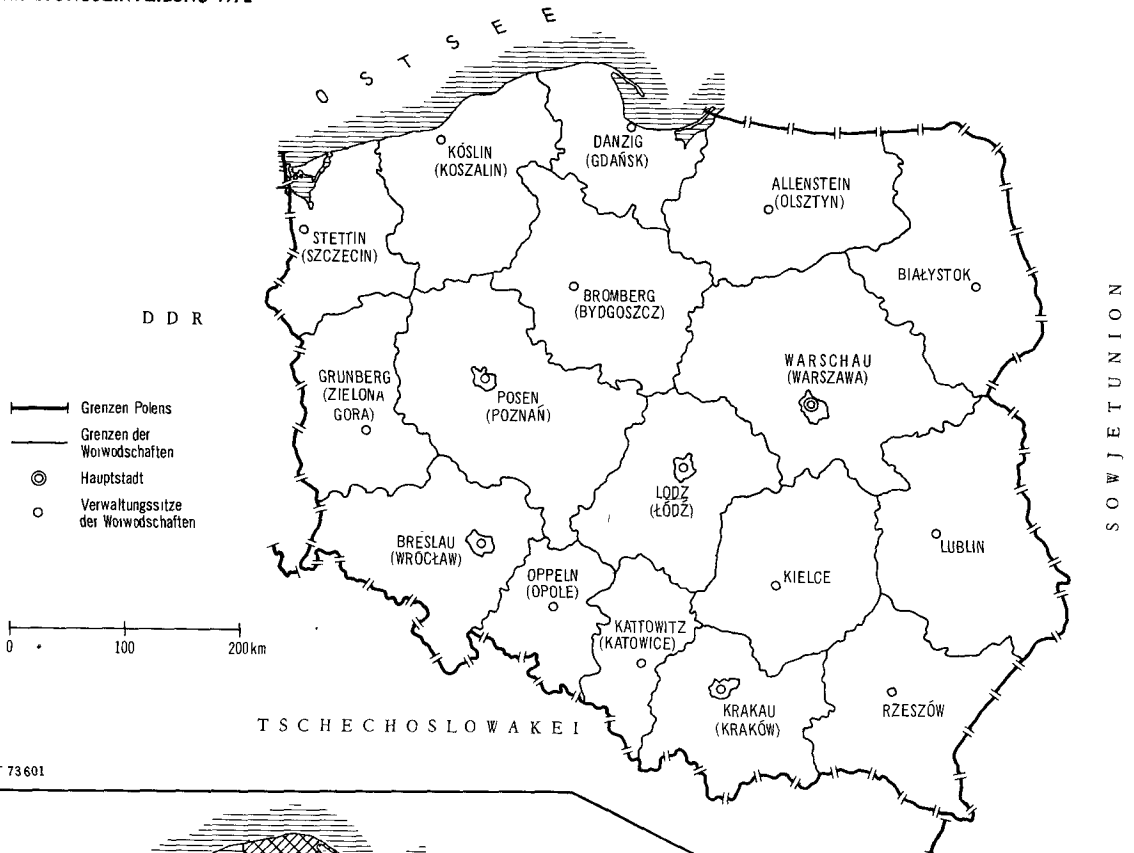 OSTSEE
KÖSLIN
(KOSZALIN)
DANZIG
(GDAŃSK)
ALLENSTEIN
(OLSZTYN)
STETTIN
(SZCZECIN)
BIAŁYSTOK
BROMBERG
(BYDGOSZCZ)
DDR
SOWJETUNION
WARSCHAU
(WARSZAWA)
GRUNBERG
(ZIELONA
GORA)
POSEN
(POZNAŃ)
Grenzen Polens
Grenzen der
Woiwodschaften
Hauptstadt
Verwaltungssitze
der Woiwodschaften
LODZ
(ŁÓDŹ)
BRESLAU
(WROCŁAW)
LUBLIN
OPPELN
(OPOLE)
KIELCE
KATTOWITZ
(KATOWICE)
0 100 200 km
KRAKAU
(KRAKÓW)
RZESZÓW
TSCHECHOSLOWAKEI
73601